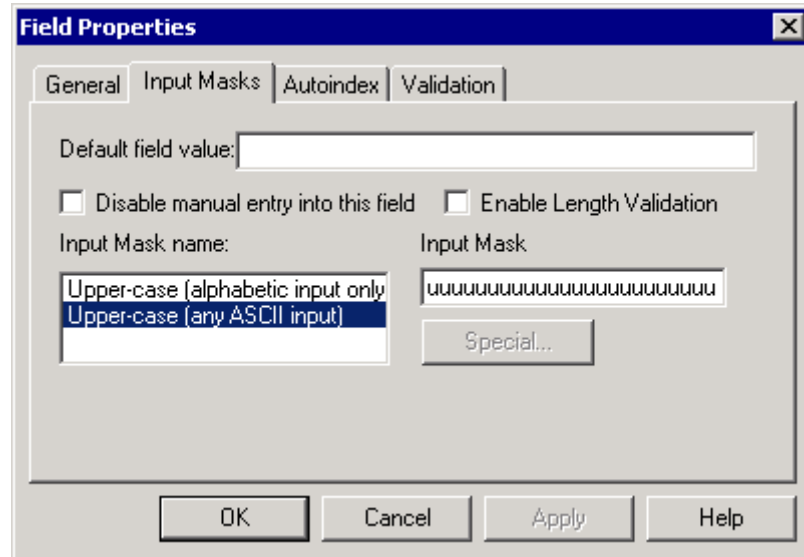 Field Properties
General Input Masks Autoindex Validation
Default field value:
Disable manual entry into this field Enable Length Validation
Input Mask name: Input Mask
Upper-case (alphabetic input only uuuuuuuuuuuuuuuuuuuuuuuu
Upper-case (any ASCII input)
Special...
OK Cancel Apply Help